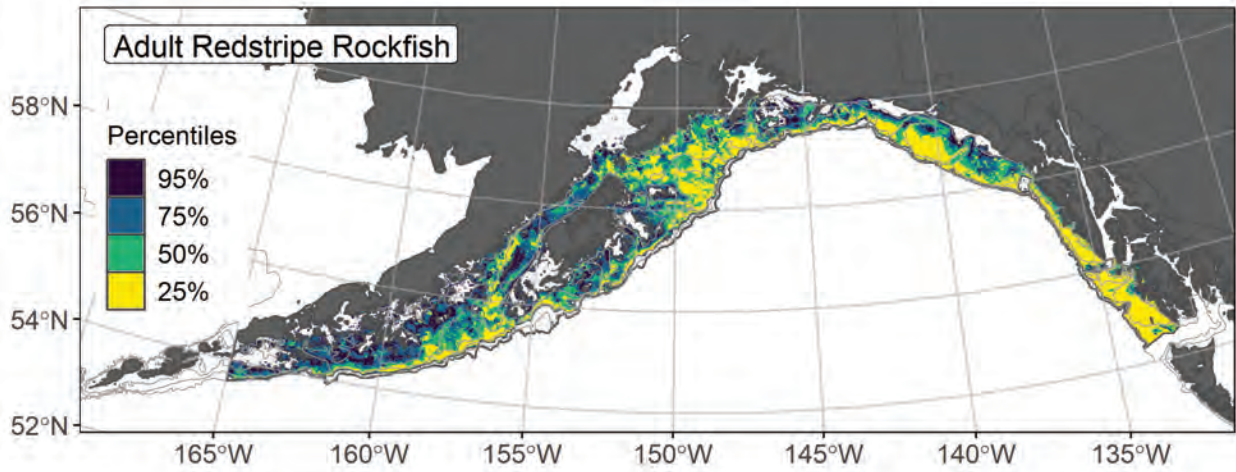 Adult Redstripe Rockfish
58°N
56°N
54°N
52°N
Percentiles
95%
75%
50%
25%
165°W
160°W
155°W
150°W
145°W
140°W
135°W